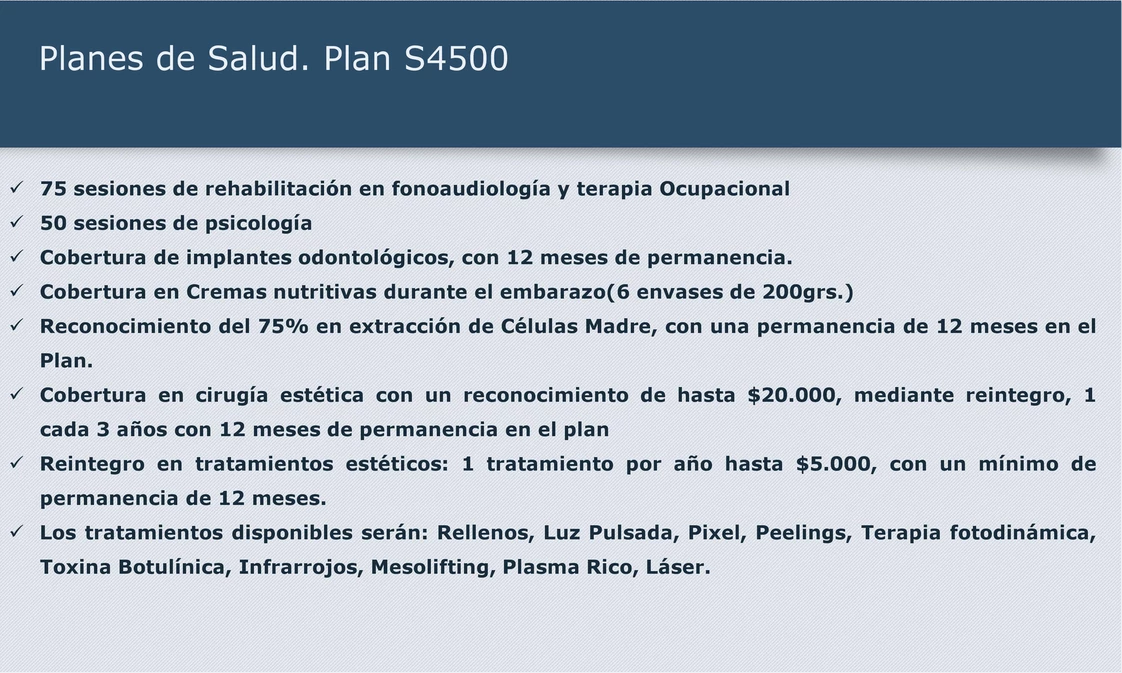 Planes de Salud. Plan S4500
✓ 75 sesiones de rehabilitación en fonoaudiología y terapia Ocupacional
✓ 50 sesiones de psicología
✓ Cobertura de implantes odontológicos, con 12 meses de permanencia.
✓ Cobertura en Cremas nutritivas durante el embarazo(6 envases de 200grs.)
✓ Reconocimiento del 75% en extracción de Células Madre, con una permanencia de 12 meses en el
Plan.
✓ Cobertura en cirugía estética con un reconocimiento de hasta $20.000, mediante reintegro, 1
cada 3 años con 12 meses de permanencia en el plan
✓ Reintegro en tratamientos estéticos: 1 tratamiento por año hasta $5.000, con un mínimo de
permanencia de 12 meses.
✓ Los tratamientos disponibles serán: Rellenos, Luz Pulsada, Pixel, Peelings, Terapia fotodinámica,
Toxina Botulínica, Infrarrojos, Mesolifting, Plasma Rico, Láser.